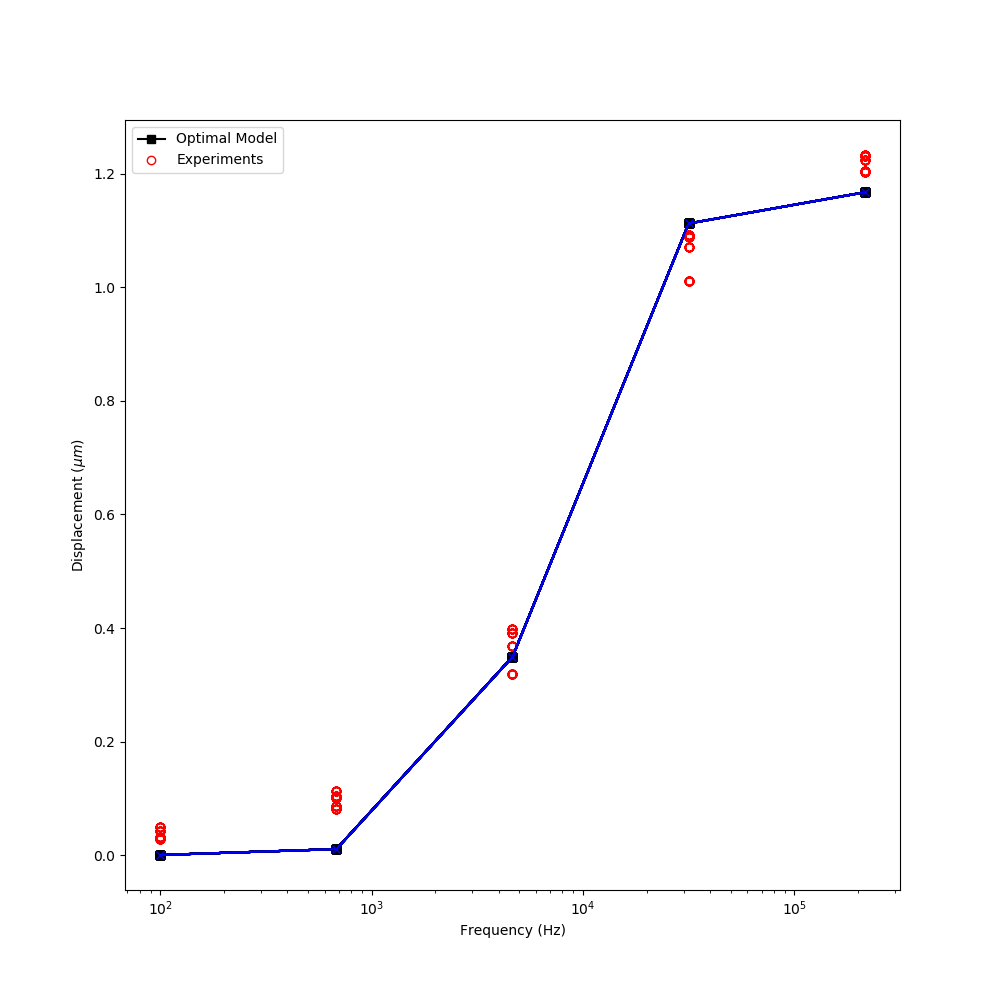 Optimal Model
Experiments
1.2
1.0
0.8
0.6
0.4
0.2
0.0
Displacement (μm)
10²
10³
10⁴
10⁵
Frequency (Hz)